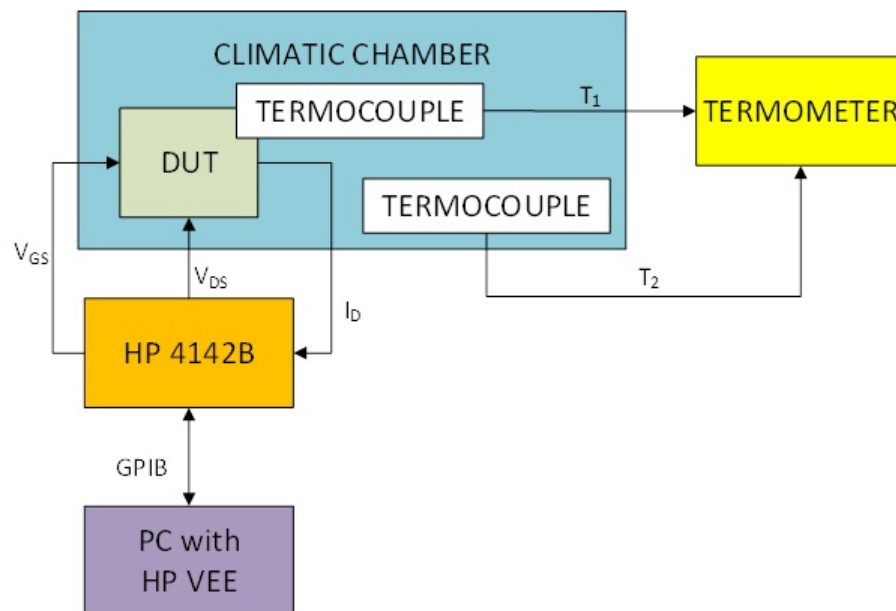 CLIMATIC CHAMBER
TERMOCOUPLE
T1
TERMOMETER
DUT
TERMOCOUPLE
VGS
VDS
T2
ID
HP 4142B
GPIB
PC with
HP VEE